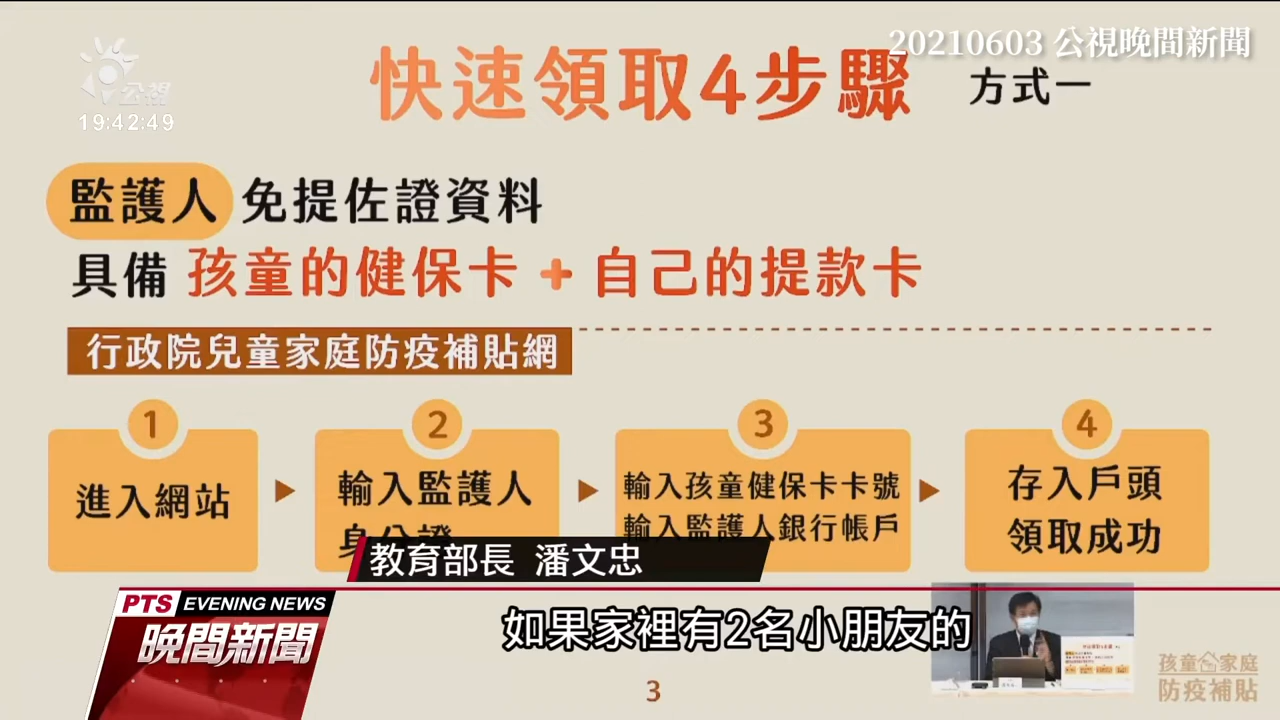 20210603 公視晚間新聞
公視
19:42:49
快速領取4步驟 方式一
監護人 免提佐證資料
具備 孩童的健保卡 + 自己的提款卡
行政院兒童家庭防疫補貼網
1
進入網站
2
輸入監護人
身分證
3
輸入孩童健保卡卡號
輸入監護人銀行帳戶
4
存入戶頭
領取成功
教育部長 潘文忠
PTS EVENING NEWS
晚間新聞
如果家裡有2名小朋友的
3
孩童家庭
防疫補貼